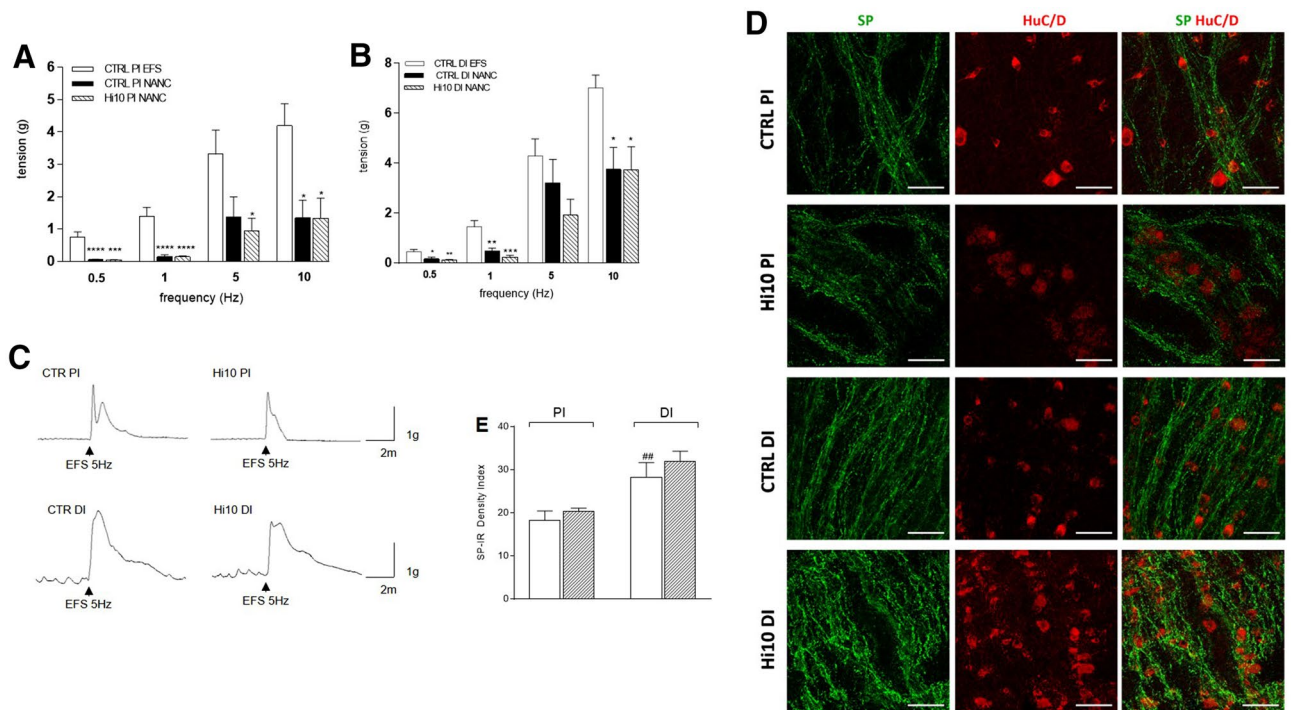 A
CTRL PI EFS
CTRL PI NANC
Hi10 PI NANC
tension (g)
6
5
4
3
2
1
0
**** ***
**** ****
*
* *
0.5 1 5 10
frequency (Hz)
B
CTRL DI EFS
CTRL DI NANC
Hi10 DI NANC
tension (g)
8
6
4
2
0
* **
** ***
* *
0.5 1 5 10
frequency (Hz)
C
CTR PI
Hi10 PI
1g
2m
EFS 5Hz
EFS 5Hz
CTR DI
Hi10 DI
1g
2m
EFS 5Hz
EFS 5Hz
E
PI
DI
SP-IR Density Index
40
30
20
10
0
##
D
SP
HuC/D
SP HuC/D
CTRL PI
Hi10 PI
CTRL DI
Hi10 DI